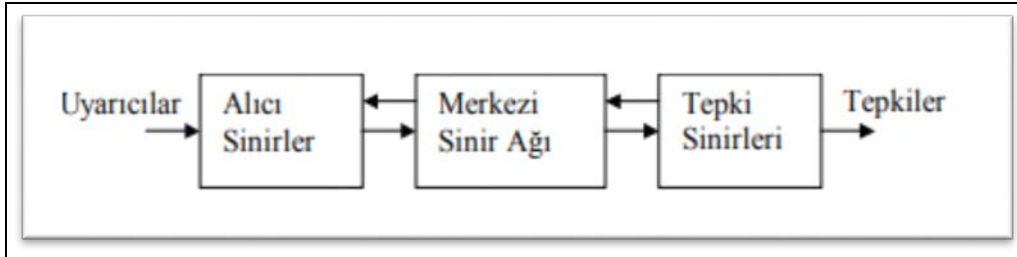 Uyarıcılar
Alıcı
Sinirler
Merkezi
Sinir Ağı
Tepki
Sinirleri
Tepkiler